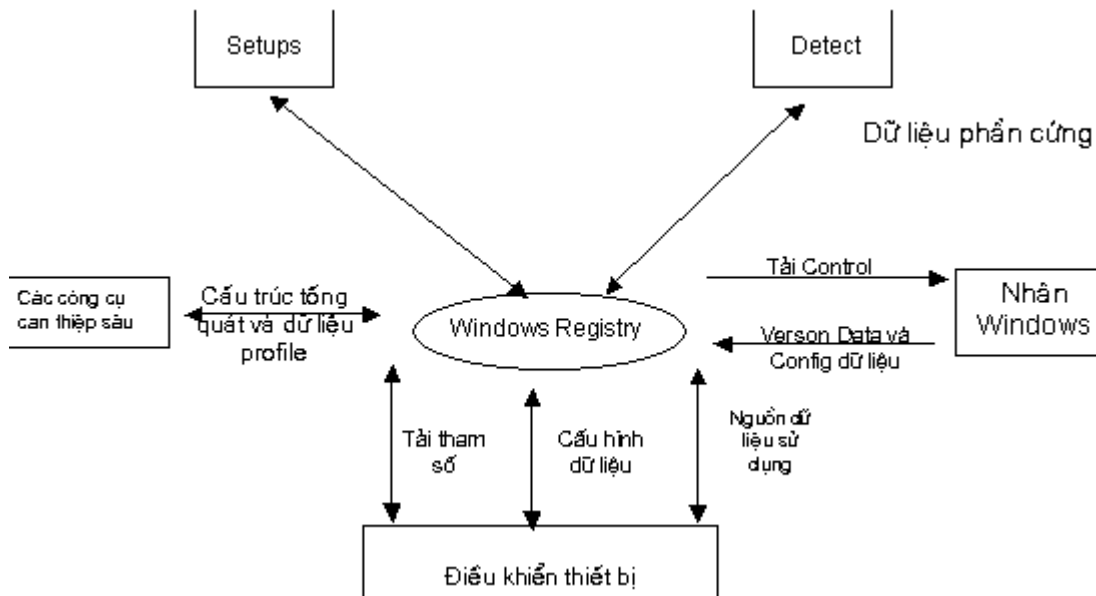 Setups
Detect
Dữ liệu phần cứng
Các công cụ
can thiệp sâu
Cấu trúc tổng
quát và dữ liệu
profile
Windows Registry
Tải Control
Nhân
Windows
Verson Data và
Config dữ liệu
Tải tham
số
Cấu hình
dữ liệu
Nguồn dữ
liệu sử
dụng
Điều khiển thiết bị